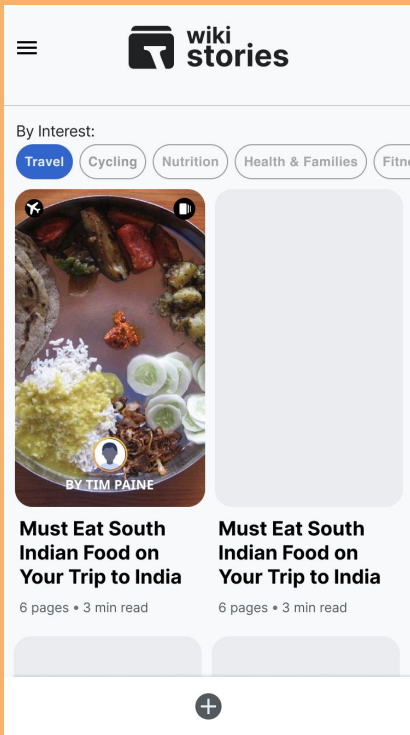 wiki
stories
By Interest:
Travel
Cycling
Nutrition
Health & Families
Fitne
BY TIM PAINE
Must Eat South
Indian Food on
Your Trip to India
6 pages • 3 min read
Must Eat South
Indian Food on
Your Trip to India
6 pages • 3 min read